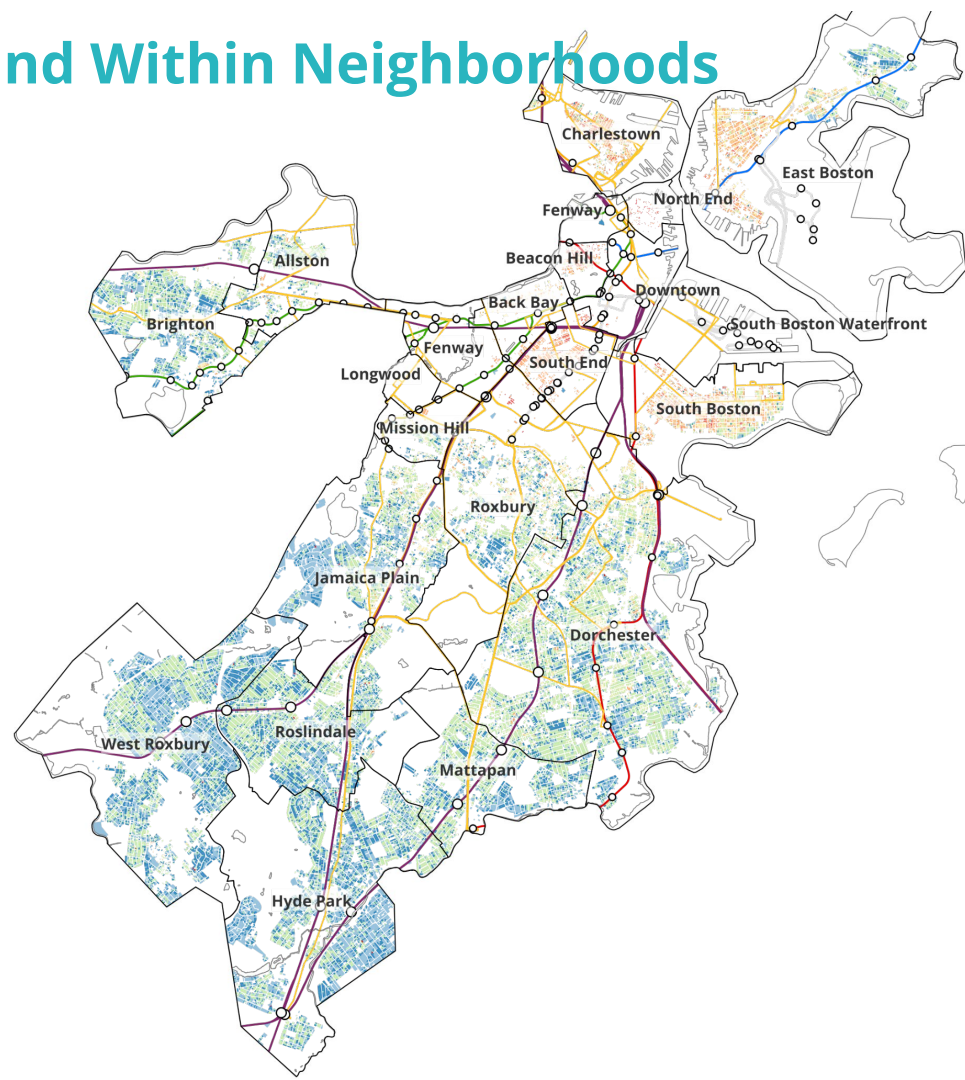 nd Within Neighborhoods
Charlestown
East Boston
North End
Fenway
Beacon Hill
Allston
Downtown
Back Bay
Brighton
South Boston Waterfront
Fenway
South End
Longwood
South Boston
Mission Hill
Roxbury
Jamaica Plain
Dorchester
Roslindale
West Roxbury
Mattapan
Hyde Park